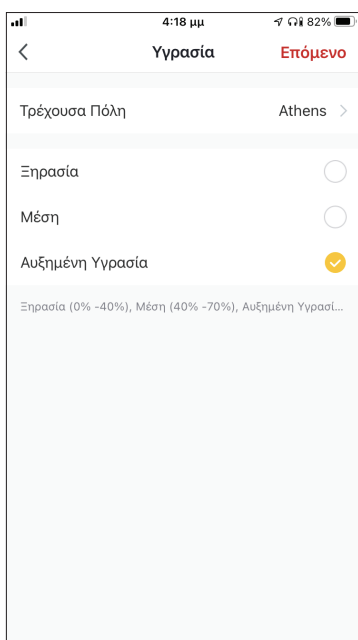 4:18 μμ 82%
Υγρασία Επόμενο
Τρέχουσα Πόλη Athens
Ξηρασία
Μέση
Αυξημένη Υγρασία
Ξηρασία (0% -40%), Μέση (40% -70%), Αυξημένη Υγρασί...